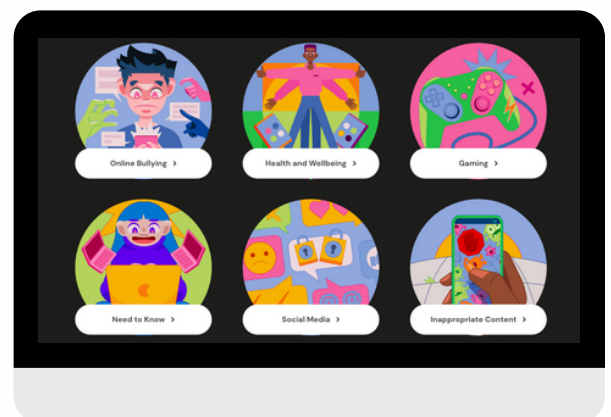 Online Bullying >
Health and Wellbeing >
Gaming >
Need to Know >
Social Media >
Inappropriate Content >